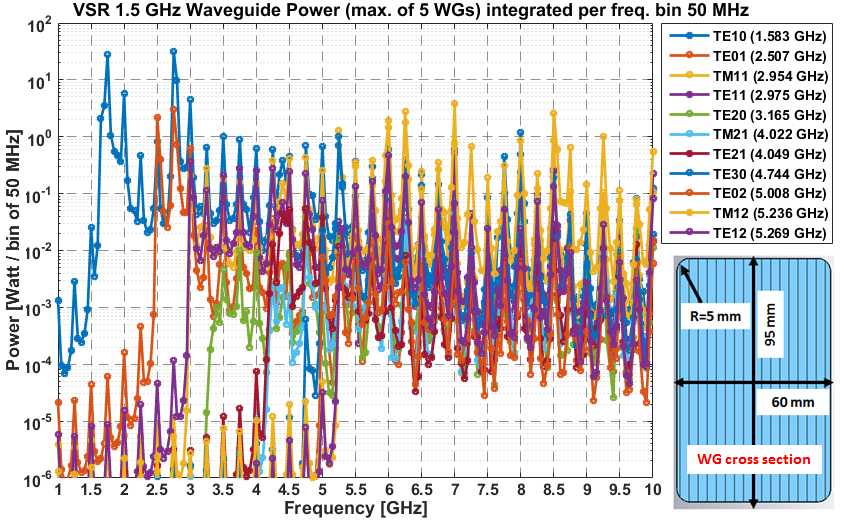 VSR 1.5 GHz Waveguide Power (max. of 5 WGs) integrated per freq. bin 50 MHz
Power [Watt / bin of 50 MHz]
10^2
10^1
10^0
10^-1
10^-2
10^-3
10^-4
10^-5
10^-6
1 1.5 2 2.5 3 3.5 4 4.5 5 5.5 6 6.5 7 7.5 8 8.5 9 9.5 10
Frequency [GHz]
TE10 (1.583 GHz)
TE01 (2.507 GHz)
TM11 (2.954 GHz)
TE11 (2.975 GHz)
TE20 (3.165 GHz)
TM21 (4.022 GHz)
TE21 (4.049 GHz)
TE30 (4.744 GHz)
TE02 (5.008 GHz)
TM12 (5.236 GHz)
TE12 (5.269 GHz)
R=5 mm
95 mm
60 mm
WG cross section